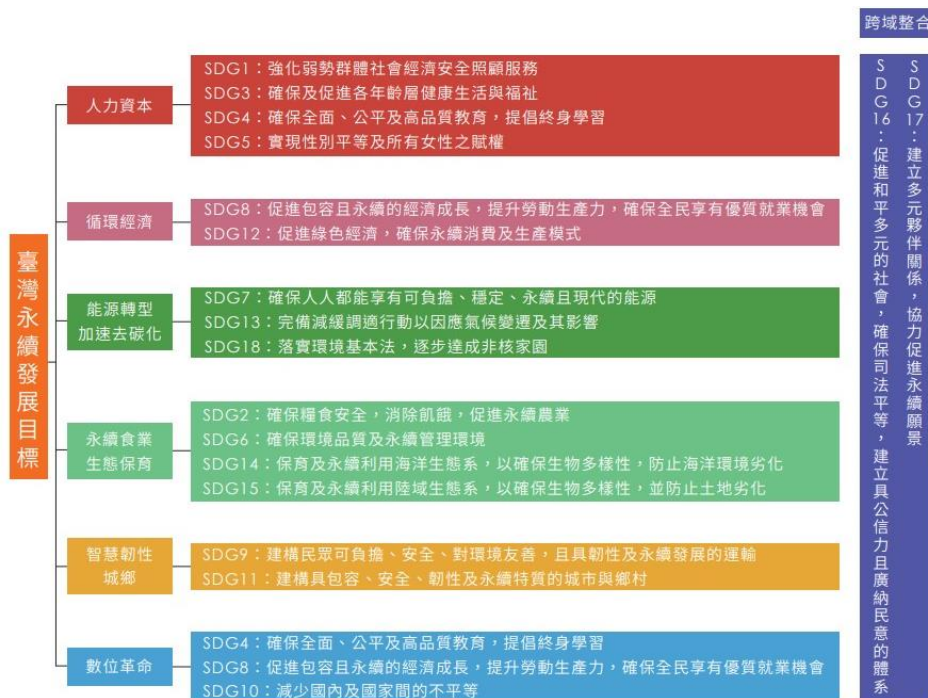 跨域整合
臺灣永續發展目標
人力資本
SDG1：強化弱勢群體社會經濟安全照顧服務
SDG3：確保及促進各年齡層健康生活與福祉
SDG4：確保全面、公平及高品質教育，提倡終身學習
SDG5：實現性別平等及所有女性之賦權
循環經濟
SDG8：促進包容且永續的經濟成長，提升勞動生產力，確保全民享有優質就業機會
SDG12：促進綠色經濟，確保永續消費及生產模式
能源轉型
加速去碳化
SDG7：確保人人都能享有可負擔、穩定、永續且現代的能源
SDG13：完備減緩調適行動以因應氣候變遷及其影響
SDG18：落實環境基本法，逐步達成非核家園
永續食業
生態保育
SDG2：確保糧食安全，消除飢餓，促進永續農業
SDG6：確保環境品質及永續管理環境
SDG14：保育及永續利用海洋生態系，以確保生物多樣性，防止海洋環境劣化
SDG15：保育及永續利用陸域生態系，以確保生物多樣性，並防止土地劣化
智慧韌性
城鄉
SDG9：建構民眾可負擔、安全、對環境友善，且具韌性及永續發展的運輸
SDG11：建構具包容、安全、韌性及永續特質的城市與鄉村
數位革命
SDG4：確保全面、公平及高品質教育，提倡終身學習
SDG8：促進包容且永續的經濟成長，提升勞動生產力，確保全民享有優質就業機會
SDG10：減少國內及國家間的不平等
SDG17：建立多元夥伴關係，協力促進永續願景
SDG16：促進和平多元的社會，確保司法平等，建立具公信力且廣納民意的體系